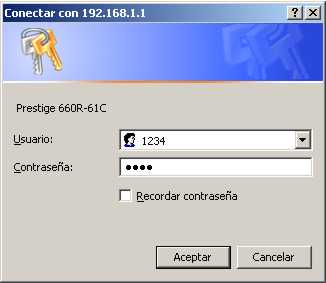 Conectar con 192.168.1.1
Prestige 660R-61C
Usuario: 1234
Contraseña: ••••
Recordar contraseña
Aceptar Cancelar